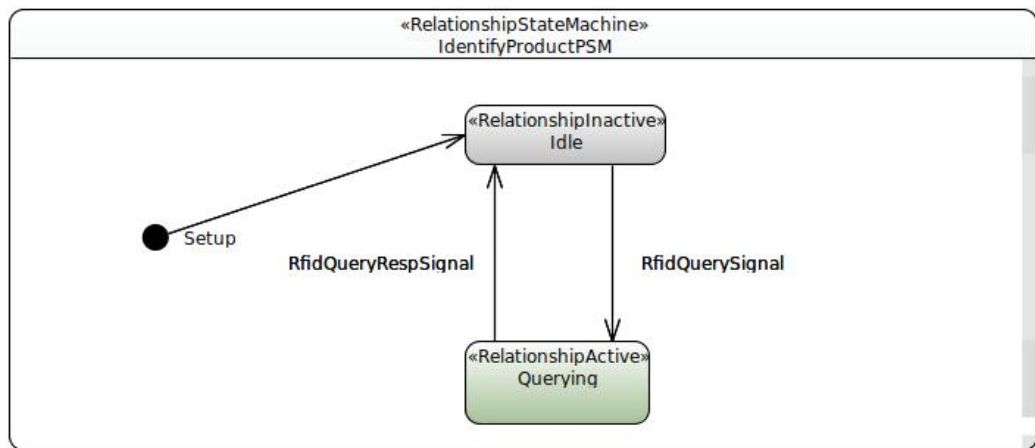 «RelationshipStateMachine»
IdentifyProductPSM
«RelationshipInactive»
Idle
Setup
RfidQueryRespSignal
RfidQuerySignal
«RelationshipActive»
Querying